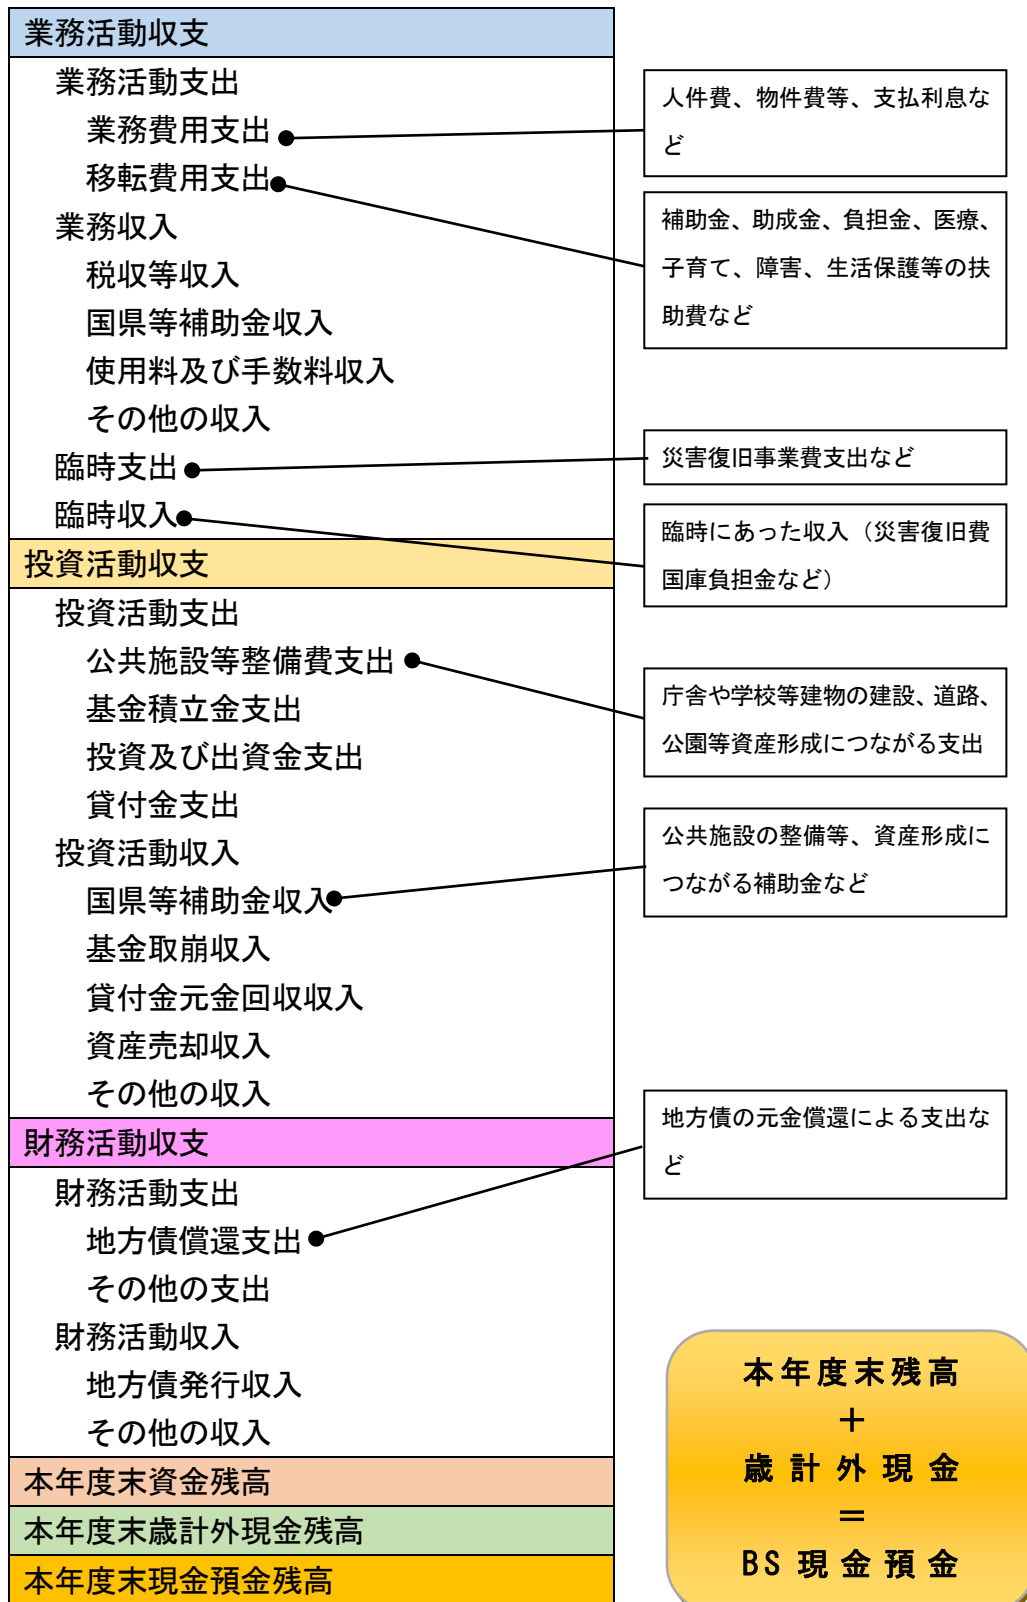 業務活動収支
業務活動支出
業務費用支出
移転費用支出
業務収入
税収等収入
国県等補助金収入
使用料及び手数料収入
その他の収入
臨時支出
臨時収入
投資活動収支
投資活動支出
公共施設等整備費支出
基金積立金支出
投資及び出資金支出
貸付金支出
投資活動収入
国県等補助金収入
基金取崩収入
貸付金元金回収収入
資産売却収入
その他の収入
財務活動収支
財務活動支出
地方債償還支出
その他の支出
財務活動収入
地方債発行収入
その他の収入
本年度末資金残高
本年度末歳計外現金残高
本年度末現金預金残高
人件費、物件費等、支払利息な
ど
補助金、助成金、負担金、医療、
子育て、障害、生活保護等の扶
助費など
災害復旧事業費支出など
臨時にあった収入（災害復旧費
国庫負担金など）
庁舎や学校等建物の建設、道路、
公園等資産形成につながる支出
公共施設の整備等、資産形成に
つながる補助金など
地方債の元金償還による支出な
ど
本年度末残高
＋
歳計外現金
＝
BS現金預金